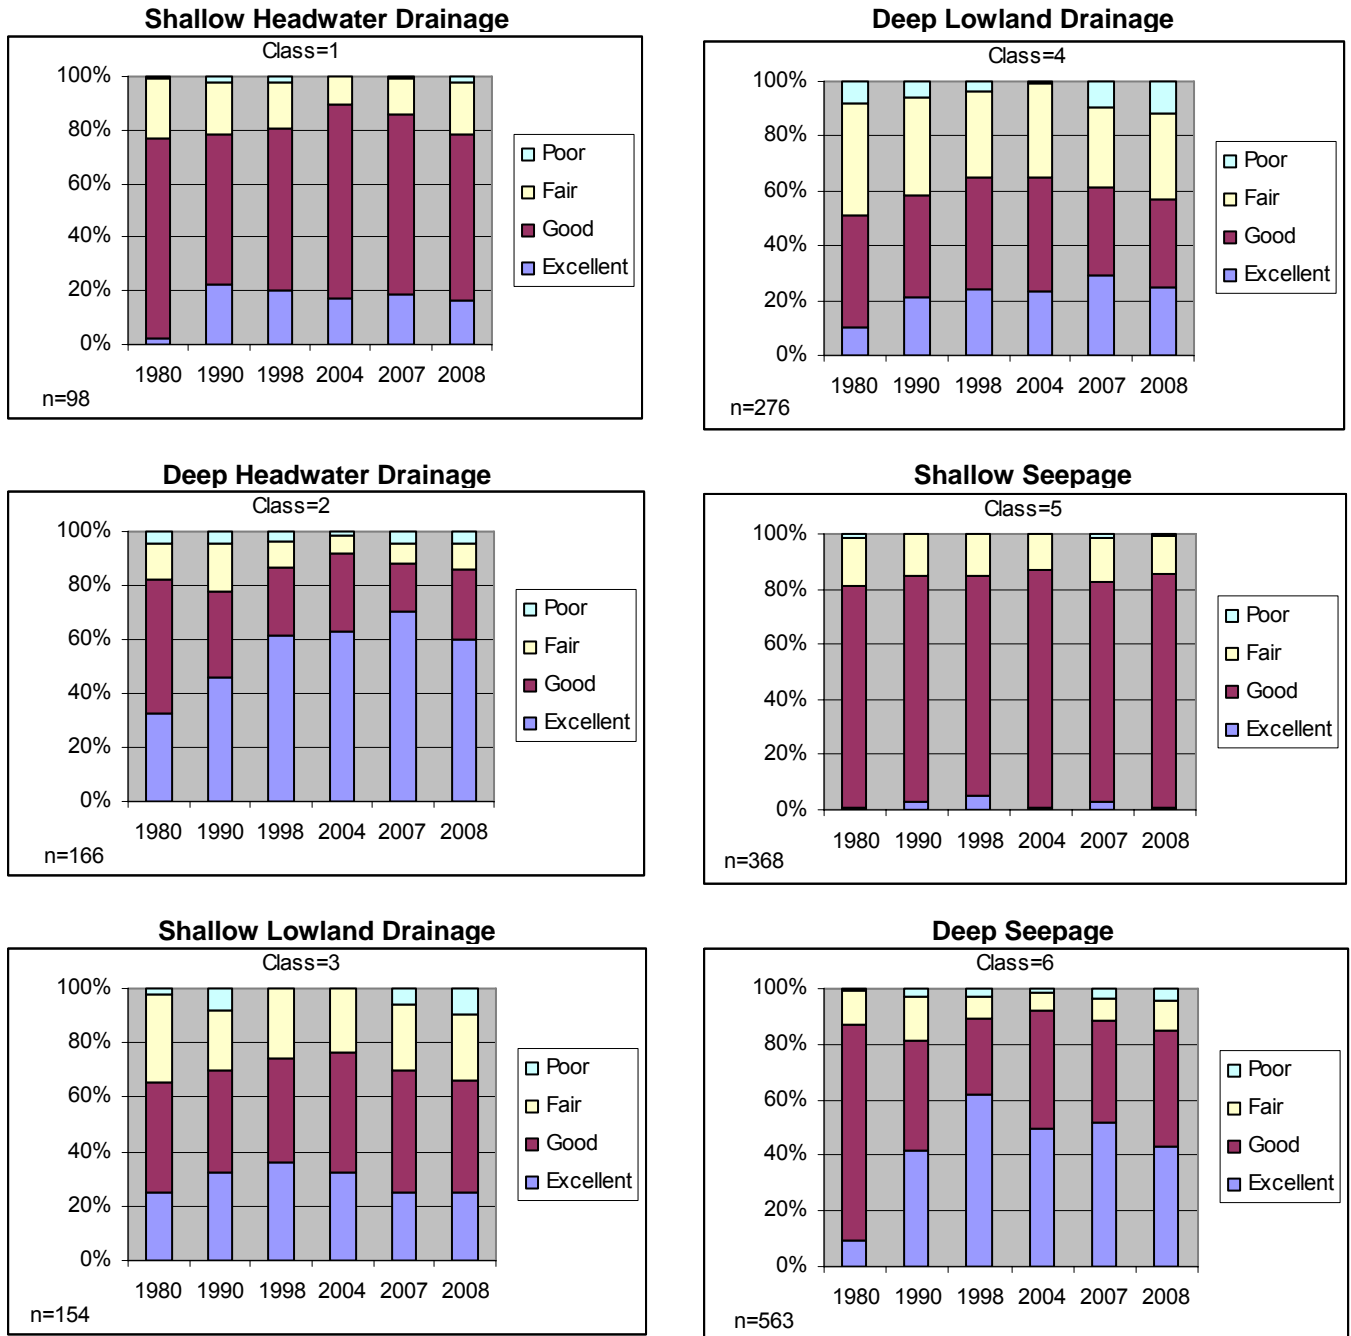 Shallow Headwater Drainage
Class=1
100%
80%
60%
40%
20%
0%
1980 1990 1998 2004 2007 2008
Poor
Fair
Good
Excellent
n=98
Deep Lowland Drainage
Class=4
100%
80%
60%
40%
20%
0%
1980 1990 1998 2004 2007 2008
Poor
Fair
Good
Excellent
n=276
Deep Headwater Drainage
Class=2
100%
80%
60%
40%
20%
0%
1980 1990 1998 2004 2007 2008
Poor
Fair
Good
Excellent
n=166
Shallow Seepage
Class=5
100%
80%
60%
40%
20%
0%
1980 1990 1998 2004 2007 2008
Poor
Fair
Good
Excellent
n=368
Shallow Lowland Drainage
Class=3
100%
80%
60%
40%
20%
0%
1980 1990 1998 2004 2007 2008
Poor
Fair
Good
Excellent
n=154
Deep Seepage
Class=6
100%
80%
60%
40%
20%
0%
1980 1990 1998 2004 2007 2008
Poor
Fair
Good
Excellent
n=563